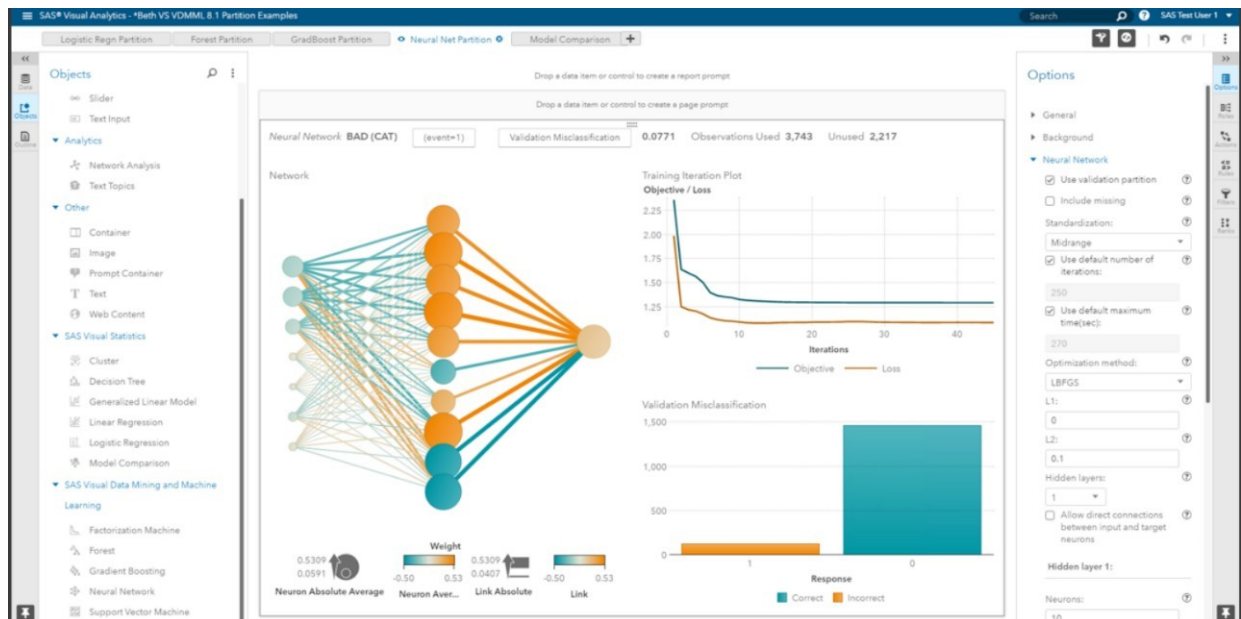 SAS® Visual Analytics - *Beth VS VDMML 8.1 Partition Examples
Search
SAS Test User 1
Logistic Regn Partition
Forest Partition
GradBoost Partition
Neural Net Partition
Model Comparison
Data
Objects
Outline
Objects
Slider
Text Input
Analytics
Network Analysis
Text Topics
Other
Container
Image
Prompt Container
Text
Web Content
SAS Visual Statistics
Cluster
Decision Tree
Generalized Linear Model
Linear Regression
Logistic Regression
Model Comparison
SAS Visual Data Mining and Machine
Learning
Factorization Machine
Forest
Gradient Boosting
Neural Network
Support Vector Machine
Drop a data item or control to create a report prompt
Drop a data item or control to create a page prompt
Neural Network BAD (CAT) (event=1) Validation Misclassification 0.0771 Observations Used 3,743 Unused 2,217
Network
Weight
0.5309
0.0591
Neuron Absolute Average
-0.50 0.53
Neuron Aver...
0.5309
0.0407
Link Absolute
-0.50 0.53
Link
Training Iteration Plot
Objective / Loss
2.25
2.00
1.75
1.50
1.25
0 10 20 30 40
Iterations
Objective Loss
Validation Misclassification
1,500
1,000
500
0
1 0
Response
Correct Incorrect
Options
General
Background
Neural Network
Use validation partition
Include missing
Standardization:
Midrange
Use default number of
iterations:
250
Use default maximum
time(sec):
270
Optimization method:
LBFGS
L1:
0
L2:
0.1
Hidden layers:
1
Allow direct connections
between input and target
neurons
Hidden layer 1:
Neurons:
10
Options
Roles
Actions
Rules
Filters
Ranks